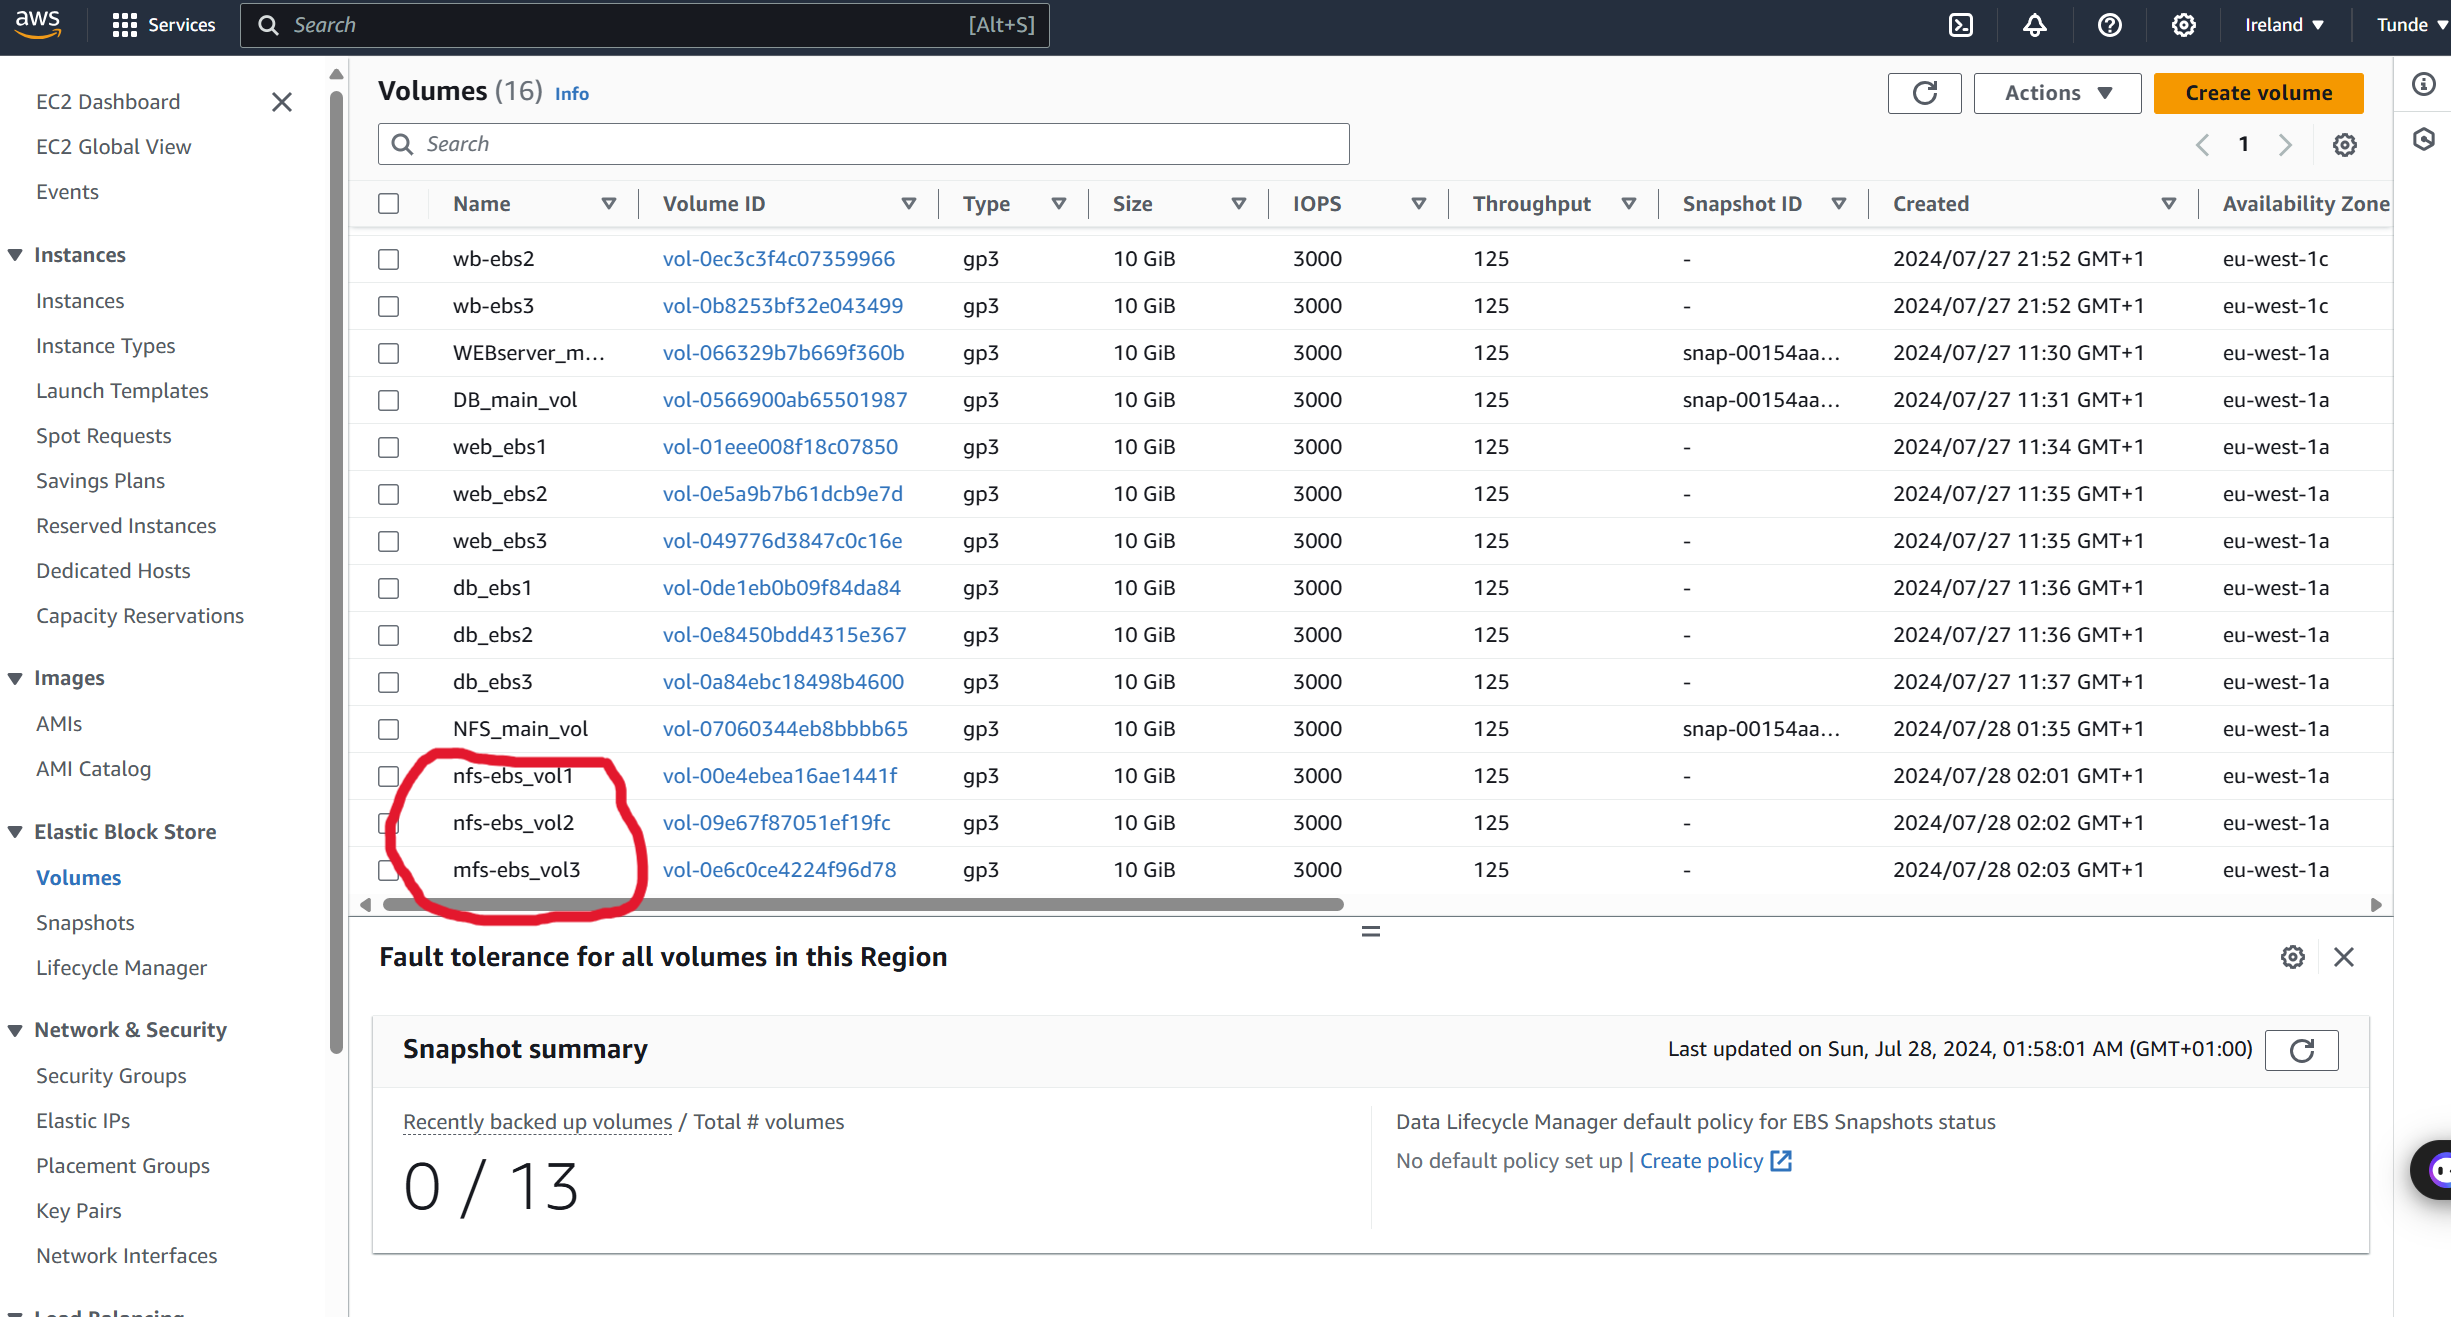 aws Services Search [Alt+S] Ireland Tunde
EC2 Dashboard
EC2 Global View
Events
Instances
Instances
Instance Types
Launch Templates
Spot Requests
Savings Plans
Reserved Instances
Dedicated Hosts
Capacity Reservations
Images
AMIs
AMI Catalog
Elastic Block Store
Volumes
Snapshots
Lifecycle Manager
Network & Security
Security Groups
Elastic IPs
Placement Groups
Key Pairs
Network Interfaces
Load Balancing
Volumes (16) Info Actions Create volume
Search 1
Name Volume ID Type Size IOPS Throughput Snapshot ID Created Availability Zone
wb-ebs2 vol-0ec3c3f4c07359966 gp3 10 GiB 3000 125 - 2024/07/27 21:52 GMT+1 eu-west-1c
wb-ebs3 vol-0b8253bf32e043499 gp3 10 GiB 3000 125 - 2024/07/27 21:52 GMT+1 eu-west-1c
WEBserver_m... vol-066329b7b669f360b gp3 10 GiB 3000 125 snap-00154aa... 2024/07/27 11:30 GMT+1 eu-west-1a
DB_main_vol vol-0566900ab65501987 gp3 10 GiB 3000 125 snap-00154aa... 2024/07/27 11:31 GMT+1 eu-west-1a
web_ebs1 vol-01eee008f18c07850 gp3 10 GiB 3000 125 - 2024/07/27 11:34 GMT+1 eu-west-1a
web_ebs2 vol-0e5a9b7b61dcb9e7d gp3 10 GiB 3000 125 - 2024/07/27 11:35 GMT+1 eu-west-1a
web_ebs3 vol-049776d3847c0c16e gp3 10 GiB 3000 125 - 2024/07/27 11:35 GMT+1 eu-west-1a
db_ebs1 vol-0de1eb0b09f84da84 gp3 10 GiB 3000 125 - 2024/07/27 11:36 GMT+1 eu-west-1a
db_ebs2 vol-0e8450bdd4315e367 gp3 10 GiB 3000 125 - 2024/07/27 11:36 GMT+1 eu-west-1a
db_ebs3 vol-0a84ebc18498b4600 gp3 10 GiB 3000 125 - 2024/07/27 11:37 GMT+1 eu-west-1a
NFS_main_vol vol-07060344eb8bbbb65 gp3 10 GiB 3000 125 snap-00154aa... 2024/07/28 01:35 GMT+1 eu-west-1a
nfs-ebs_vol1 vol-00e4ebea16ae1441f gp3 10 GiB 3000 125 - 2024/07/28 02:01 GMT+1 eu-west-1a
nfs-ebs_vol2 vol-09e67f87051ef19fc gp3 10 GiB 3000 125 - 2024/07/28 02:02 GMT+1 eu-west-1a
mfs-ebs_vol3 vol-0e6c0ce4224f96d78 gp3 10 GiB 3000 125 - 2024/07/28 02:03 GMT+1 eu-west-1a
Fault tolerance for all volumes in this Region
Snapshot summary Last updated on Sun, Jul 28, 2024, 01:58:01 AM (GMT+01:00)
Recently backed up volumes / Total # volumes
0 / 13
Data Lifecycle Manager default policy for EBS Snapshots status
No default policy set up | Create policy